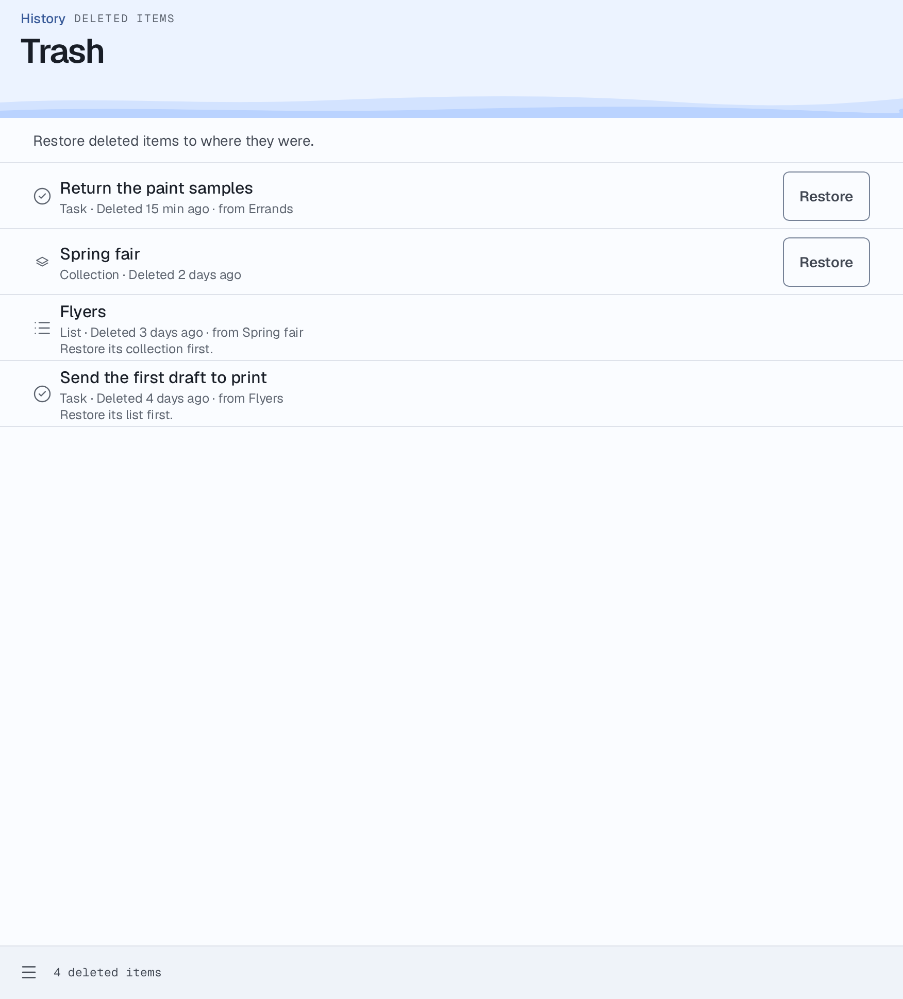 History DELETED ITEMS
Trash
Restore deleted items to where they were.
Return the paint samples
Task · Deleted 15 min ago · from Errands
Restore
Spring fair
Collection · Deleted 2 days ago
Restore
Flyers
List · Deleted 3 days ago · from Spring fair
Restore its collection first.
Send the first draft to print
Task · Deleted 4 days ago · from Flyers
Restore its list first.
4 deleted items